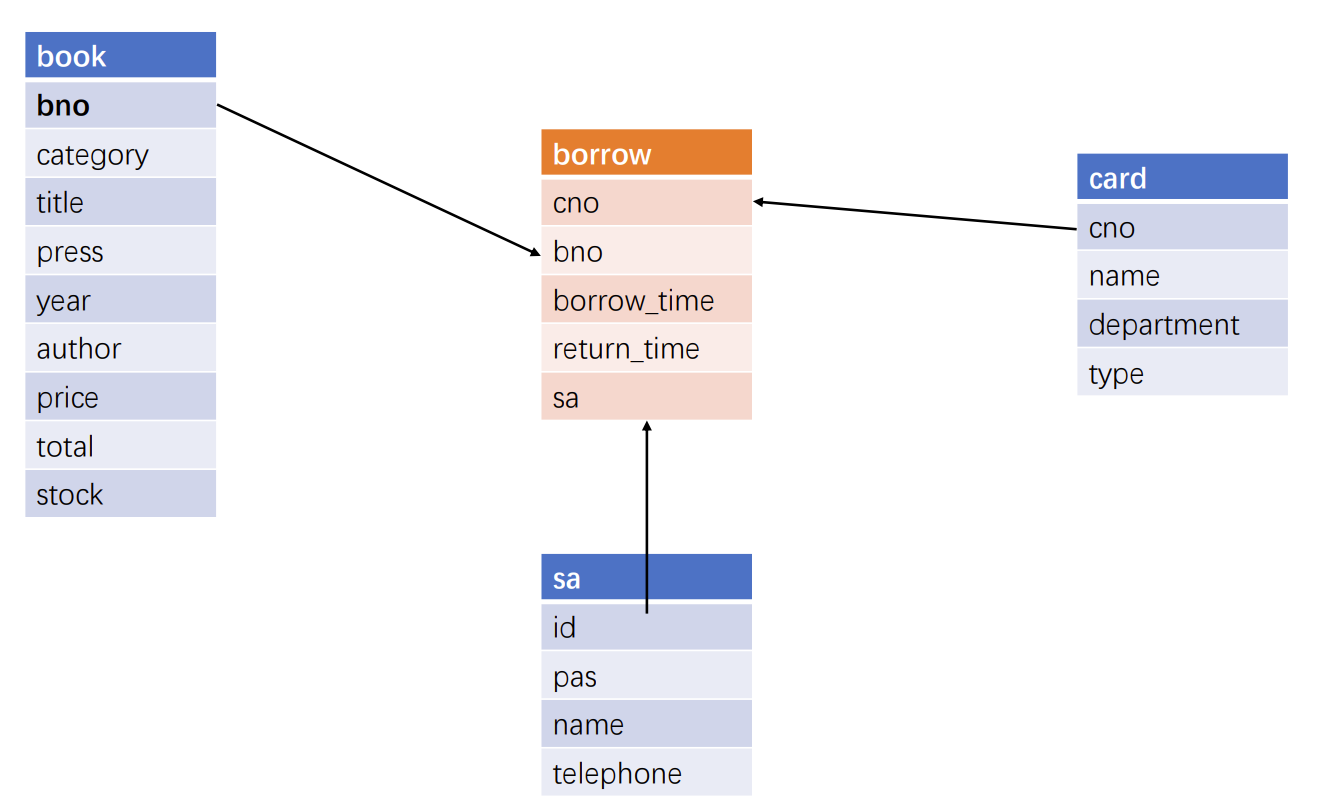 book
bno
category
title
press
year
author
price
total
stock
borrow
cno
bno
borrow_time
return_time
sa
card
cno
name
department
type
sa
id
pas
name
telephone